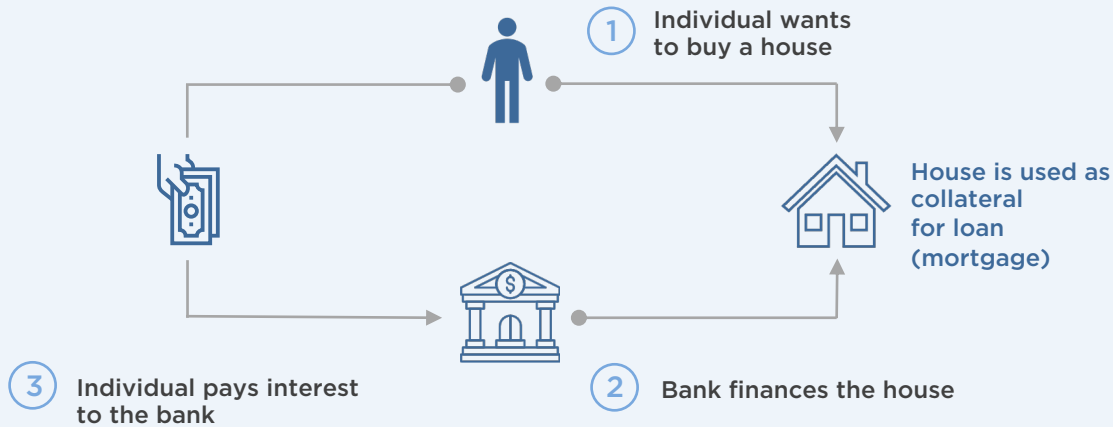 1 Individual wants
to buy a house
House is used as
collateral
for loan
(mortgage)
$
3 Individual pays interest
to the bank
2 Bank finances the house